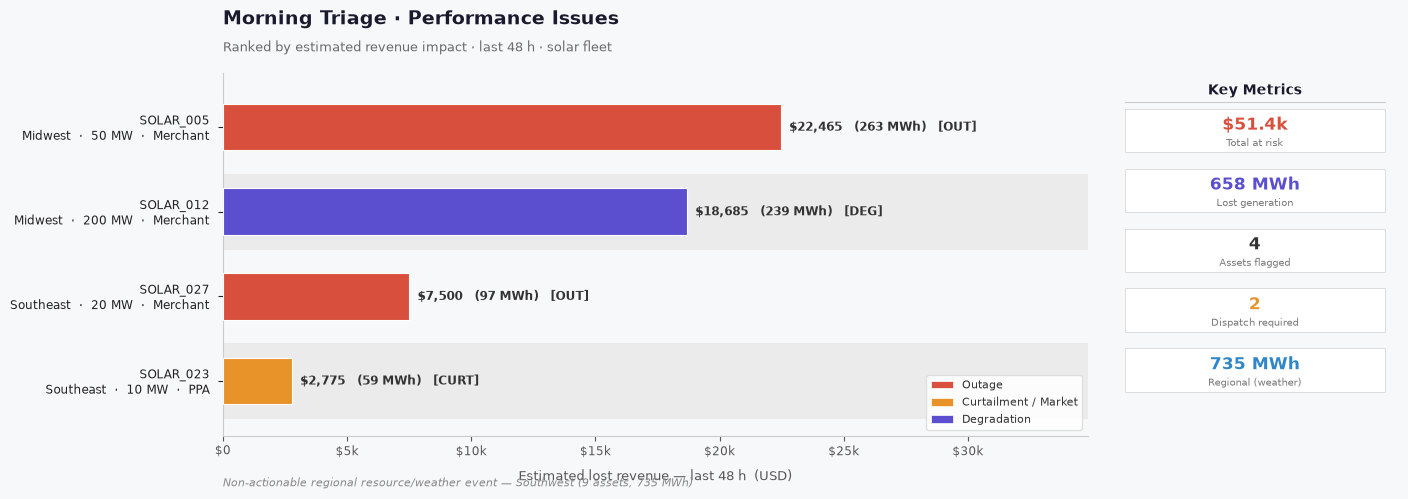 Morning Triage · Performance Issues
Ranked by estimated revenue impact · last 48 h · solar fleet
SOLAR_005
Midwest · 50 MW · Merchant
$22,465 (263 MWh) [OUT]
SOLAR_012
Midwest · 200 MW · Merchant
$18,685 (239 MWh) [DEG]
SOLAR_027
Southeast · 20 MW · Merchant
$7,500 (97 MWh) [OUT]
SOLAR_023
Southeast · 10 MW · PPA
$2,775 (59 MWh) [CURT]
Outage
Curtailment / Market
Degradation
$0 $5k $10k $15k $20k $25k $30k
Estimated lost revenue — last 48 h (USD)
Non-actionable regional resource/weather event — Southwest (9 assets, 735 MWh)
Key Metrics
$51.4k
Total at risk
658 MWh
Lost generation
4
Assets flagged
2
Dispatch required
735 MWh
Regional (weather)